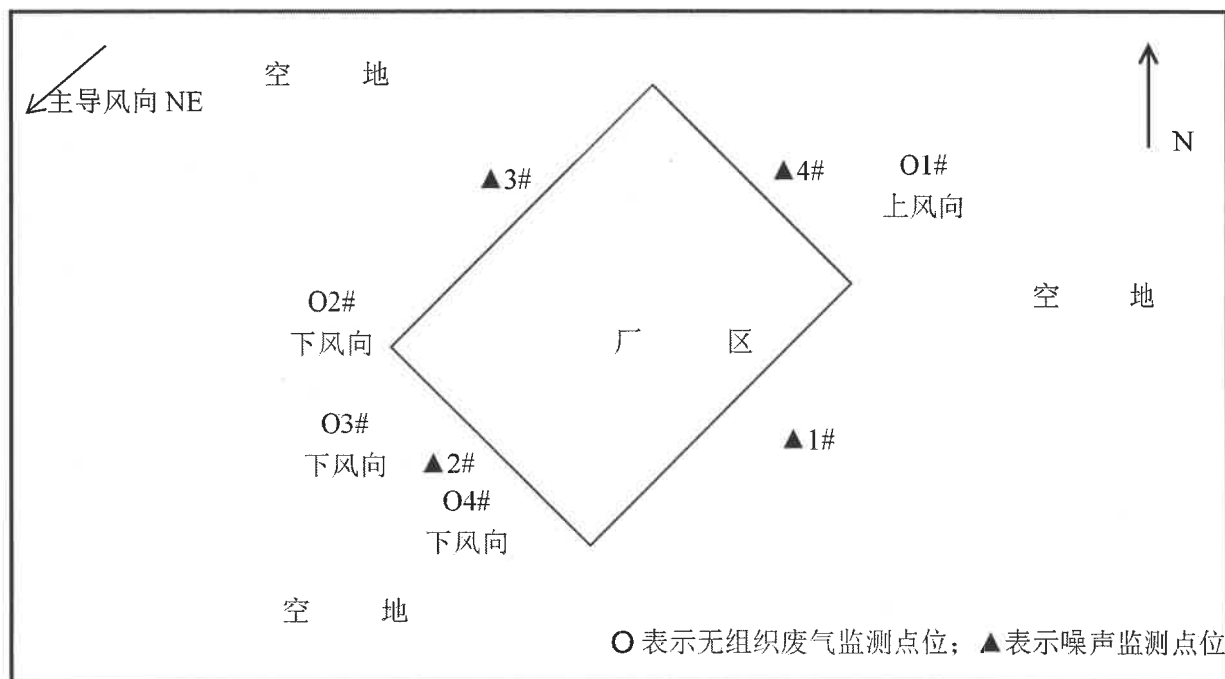 空 地
主导风向 NE
N
▲3#
▲4#
O1#
上风向
空 地
O2#
下风向
厂 区
O3#
下风向
▲2#
▲1#
O4#
下风向
空 地
O 表示无组织废气监测点位；▲表示噪声监测点位